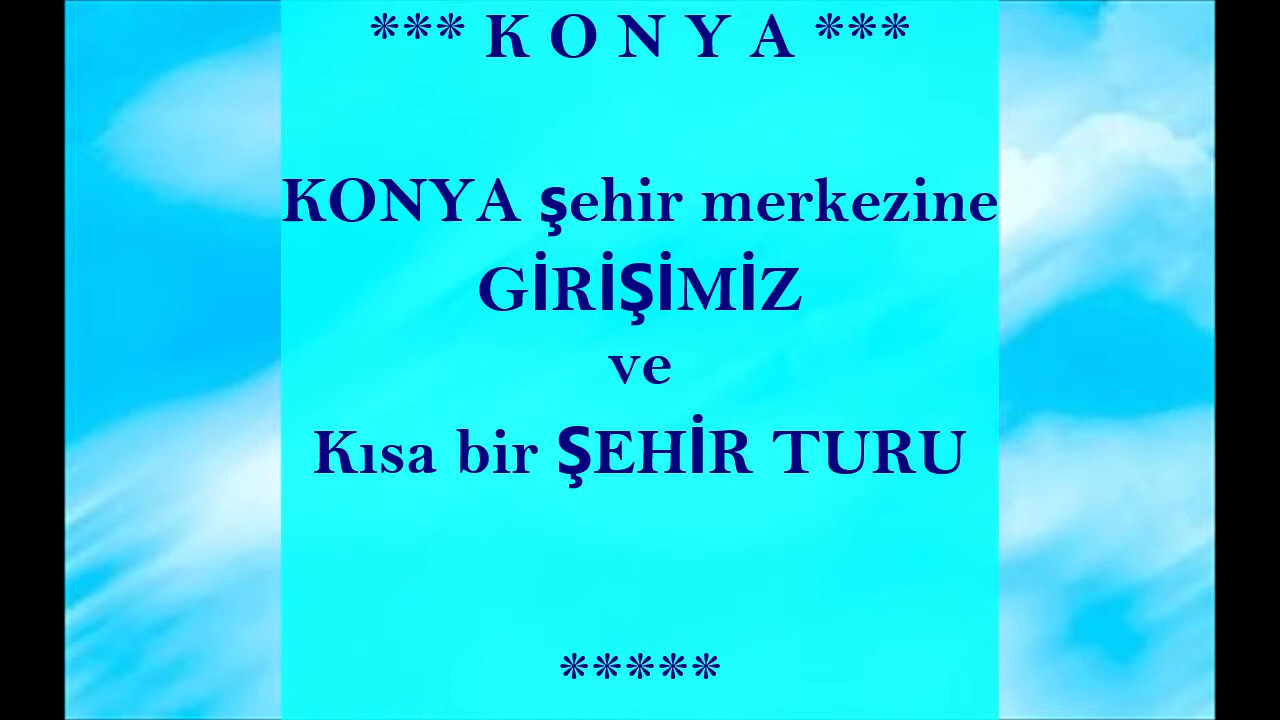 *** K O N Y A ***
KONYA şehir merkezine
GİRİŞİMİZ
ve
Kısa bir ŞEHİR TURU
*****